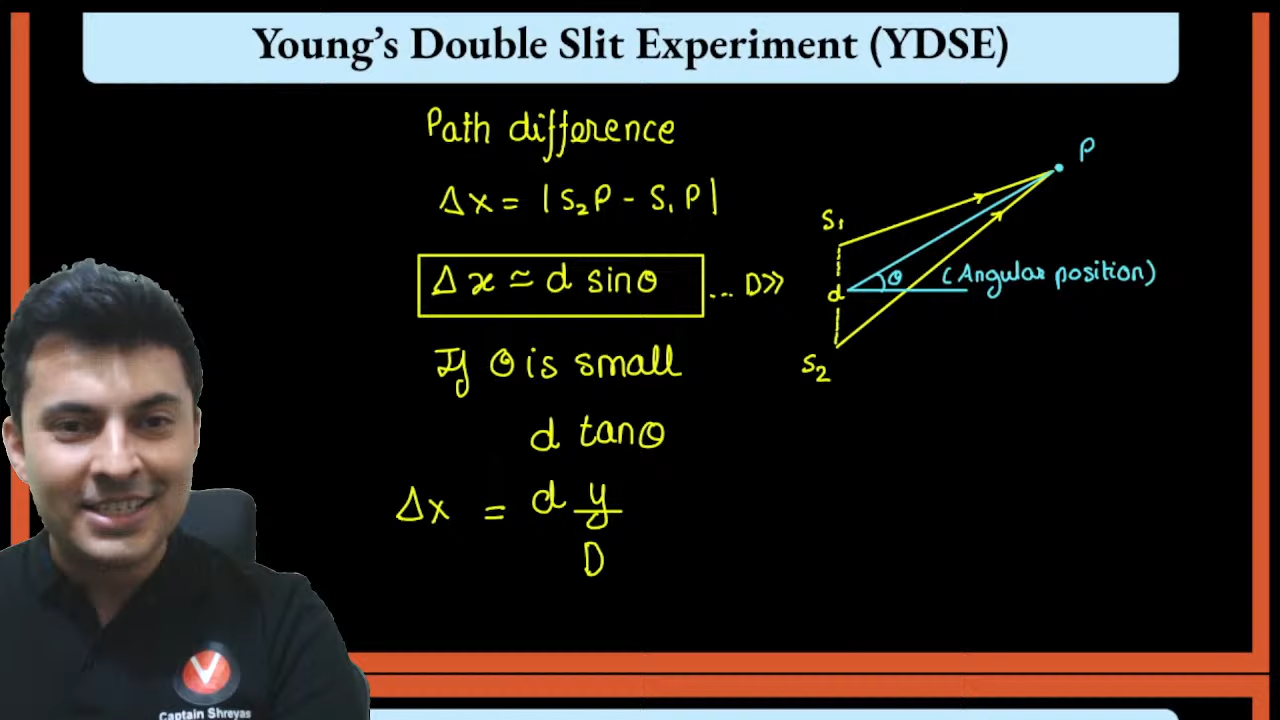 Young's Double Slit Experiment (YDSE)
Path difference
Δx = |S₂P - S₁P|
Δx ≃ d sinθ ... D>>
If θ is small
d tanθ
Δx = d y/D
P
S₁
θ (Angular position)
d
S₂
V
Captain Shreyas